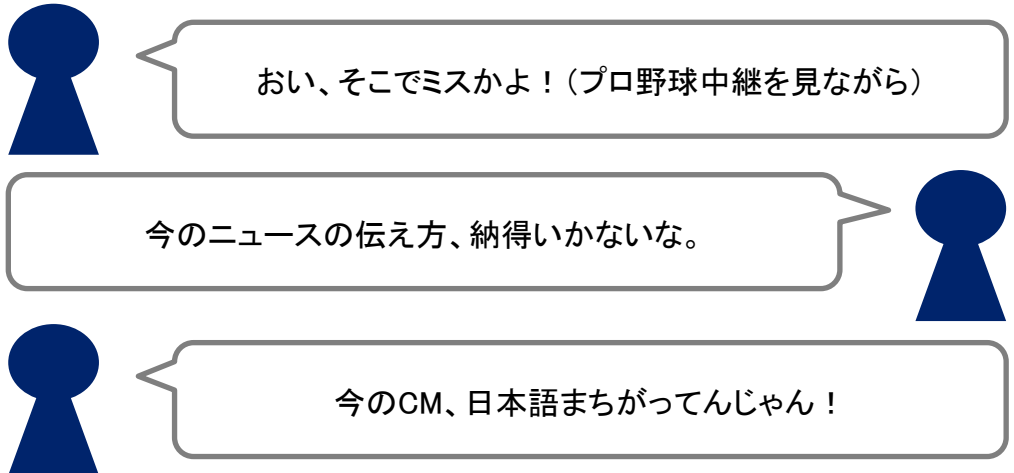 おい、そこでミスかよ！（プロ野球中継を見ながら）
今のニュースの伝え方、納得いかないな。
今のCM、日本語まちがってんじゃん！